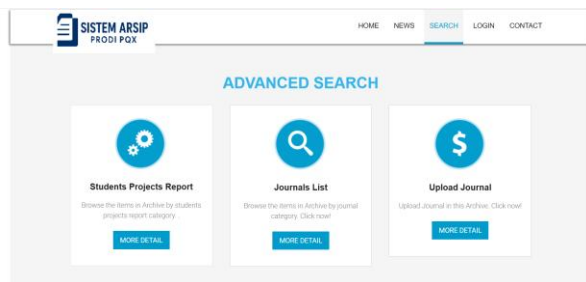 SISTEM ARSIP
PRODI PQX
HOME NEWS SEARCH LOGIN CONTACT
ADVANCED SEARCH
Students Projects Report
Browse the items in Archive by students
projects report category .
MORE DETAIL
Journals List
Browse the items in Archive by journal
category. Click now!
MORE DETAIL
Upload Journal
Upload Journal in this Archive. Click now!
MORE DETAIL